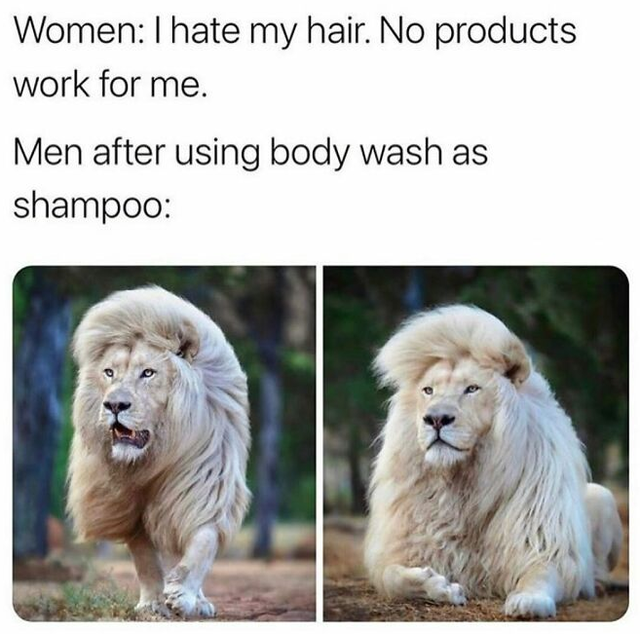 Women: I hate my hair. No products
work for me.
Men after using body wash as
shampoo: